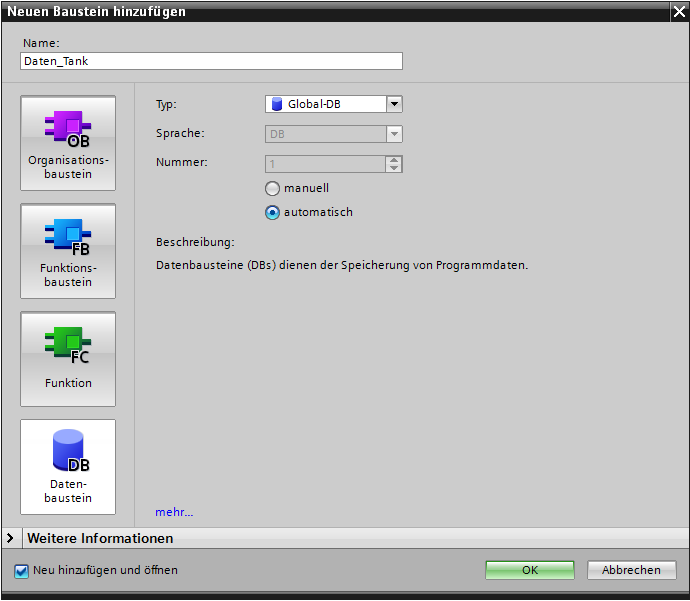 Neuen Baustein hinzufügen
Name:
Daten_Tank
OB
Organisations-
baustein
FB
Funktions-
baustein
FC
Funktion
DB
Daten-
baustein
Typ:
Global-DB
Sprache:
DB
Nummer:
1
manuell
automatisch
Beschreibung:
Datenbausteine (DBs) dienen der Speicherung von Programmdaten.
mehr...
Weitere Informationen
Neu hinzufügen und öffnen
OK
Abbrechen